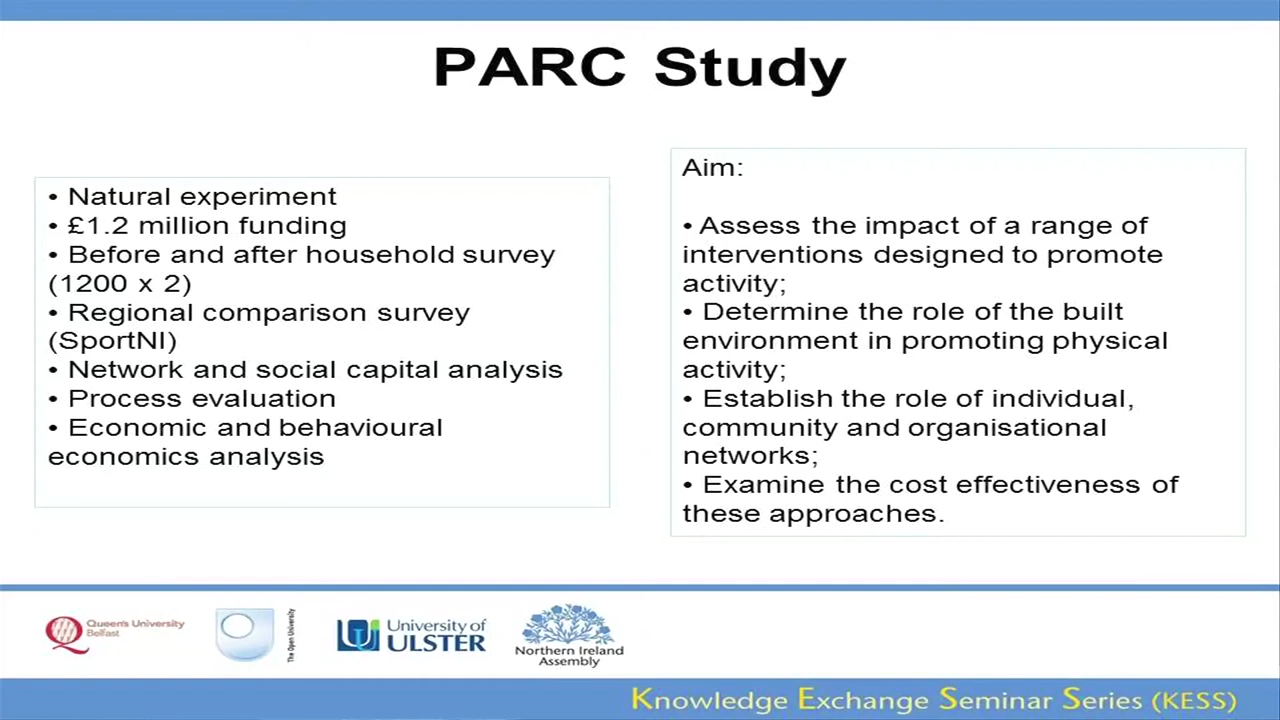 PARC Study
• Natural experiment
• £1.2 million funding
• Before and after household survey
(1200 x 2)
• Regional comparison survey
(SportNI)
• Network and social capital analysis
• Process evaluation
• Economic and behavioural
economics analysis
Aim:
• Assess the impact of a range of
interventions designed to promote
activity;
• Determine the role of the built
environment in promoting physical
activity;
• Establish the role of individual,
community and organisational
networks;
• Examine the cost effectiveness of
these approaches.
Queen's University
Belfast
The Open University
University of
ULSTER
Northern Ireland
Assembly
Knowledge Exchange Seminar Series (KESS)